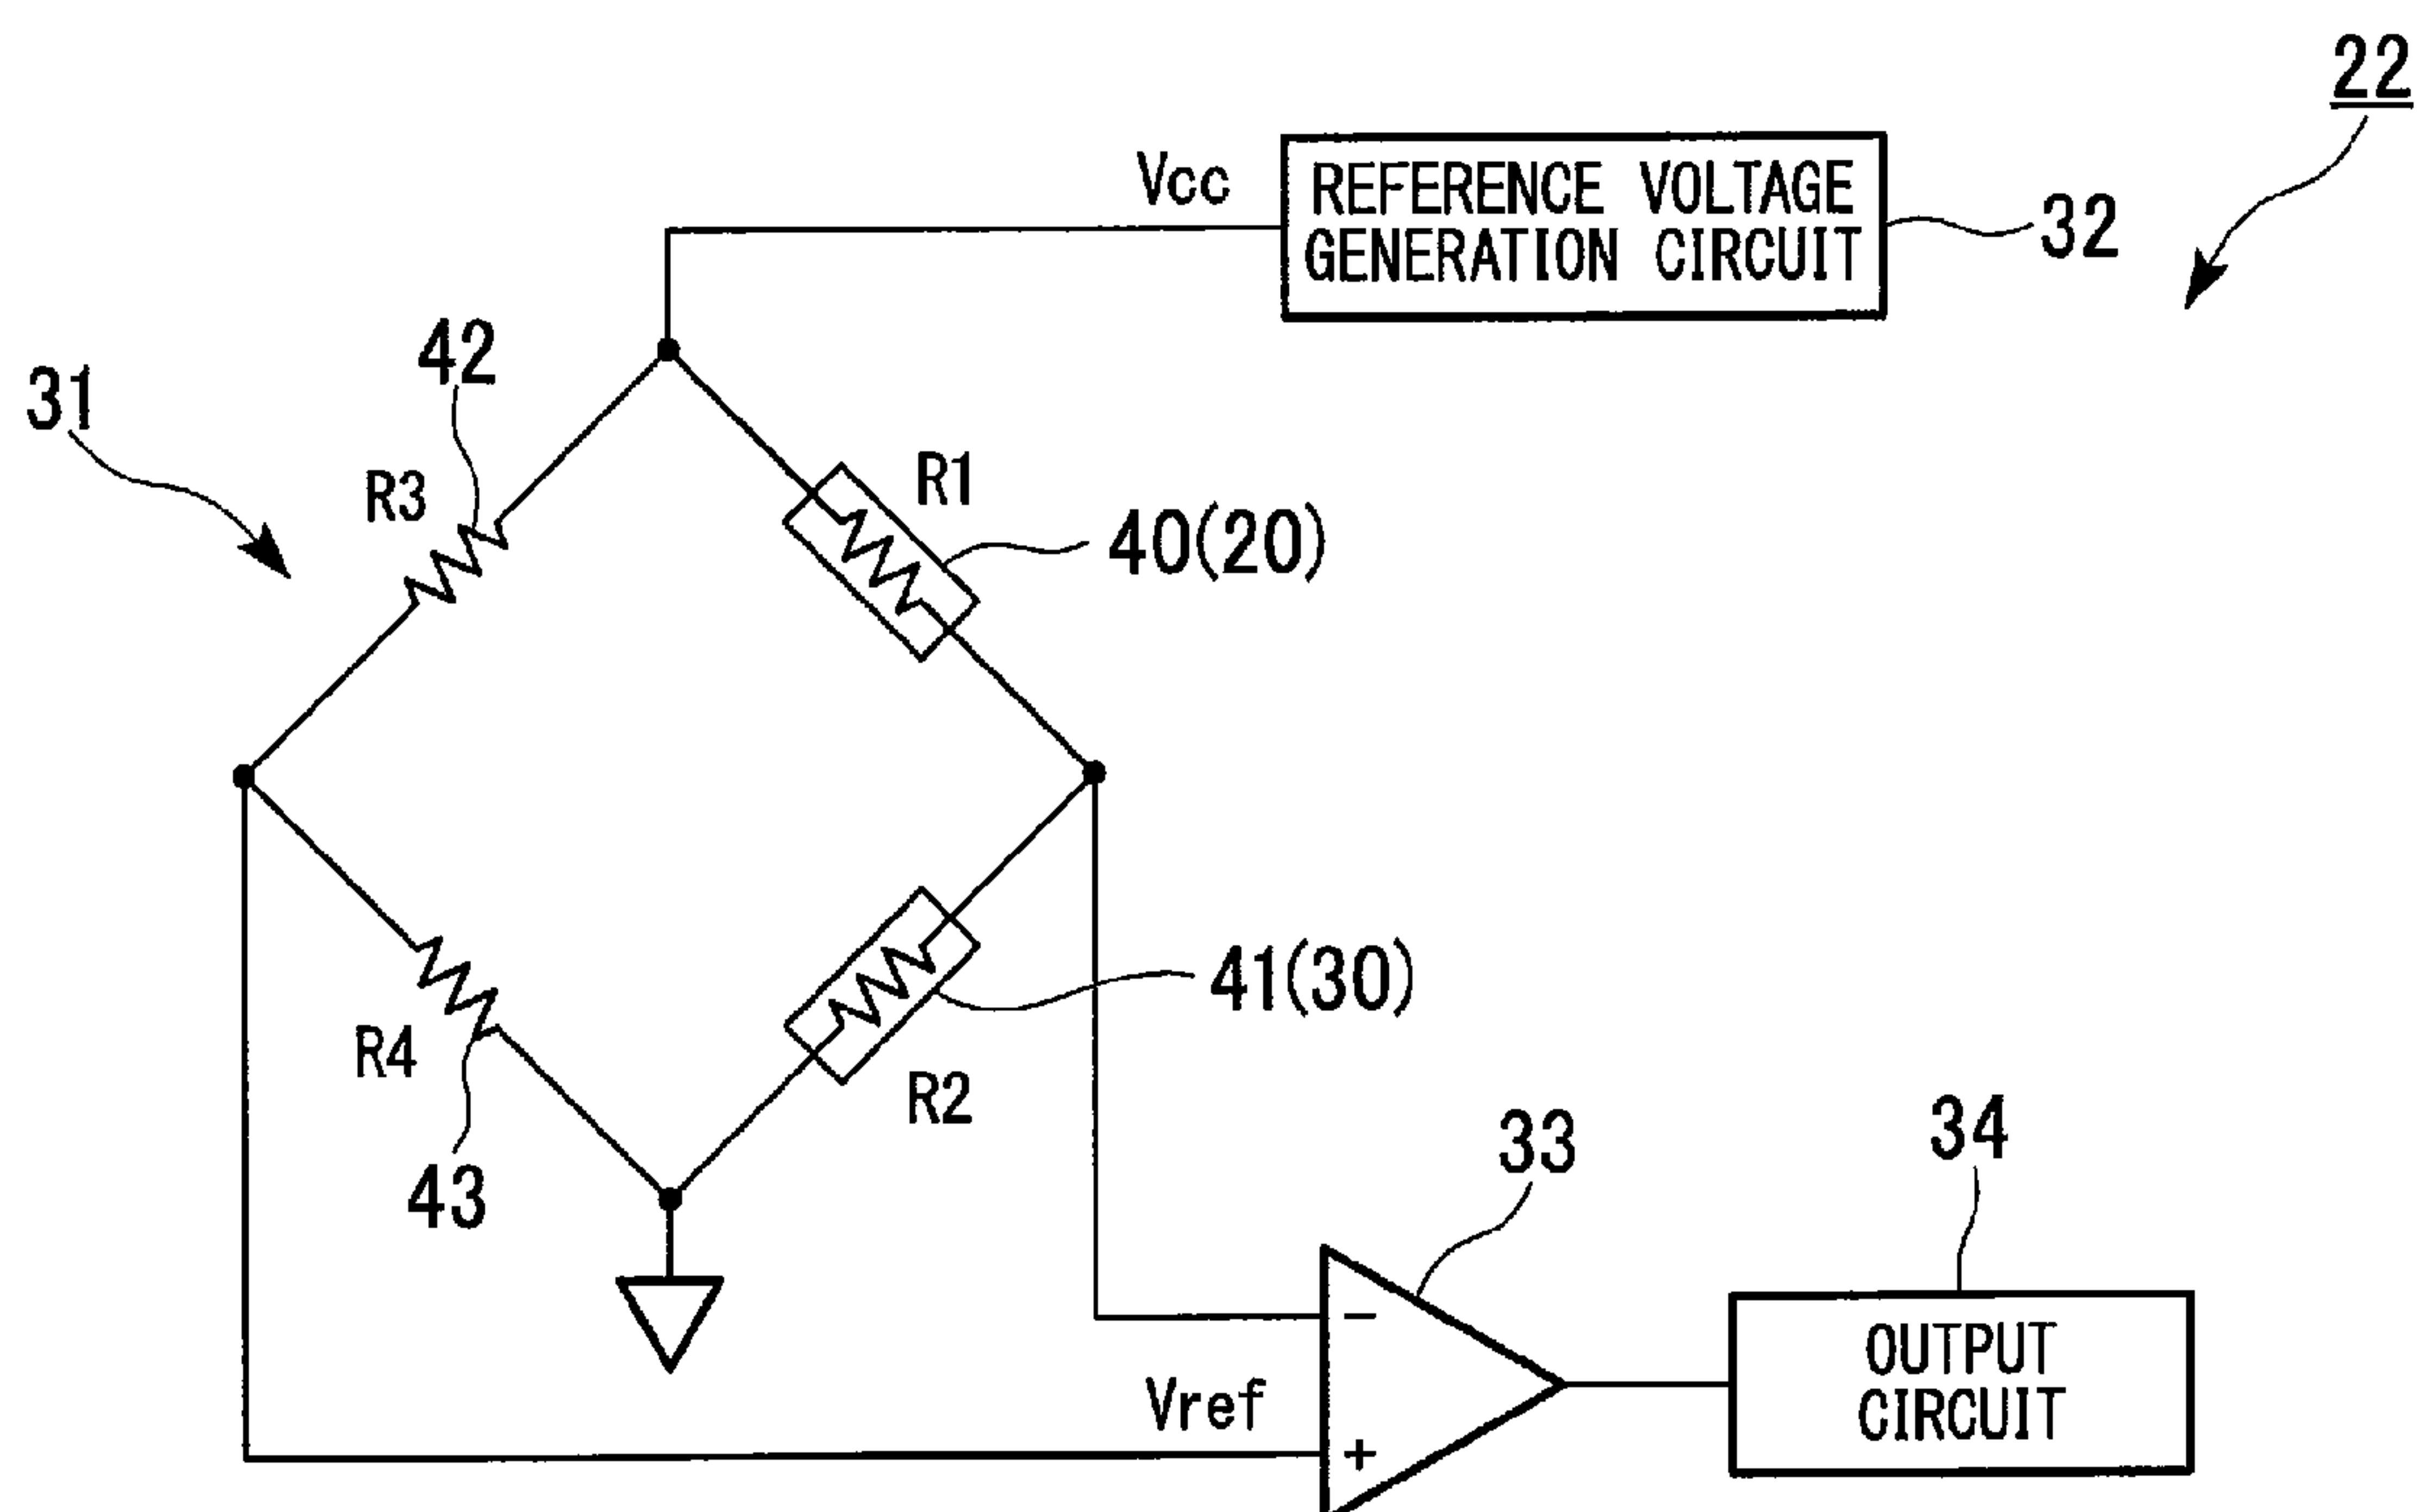 22
Vcc
REFERENCE VOLTAGE
GENERATION CIRCUIT
32
42
31
R3
R1
40(20)
41(30)
R4
R2
43
33
34
−
OUTPUT
CIRCUIT
Vref
+